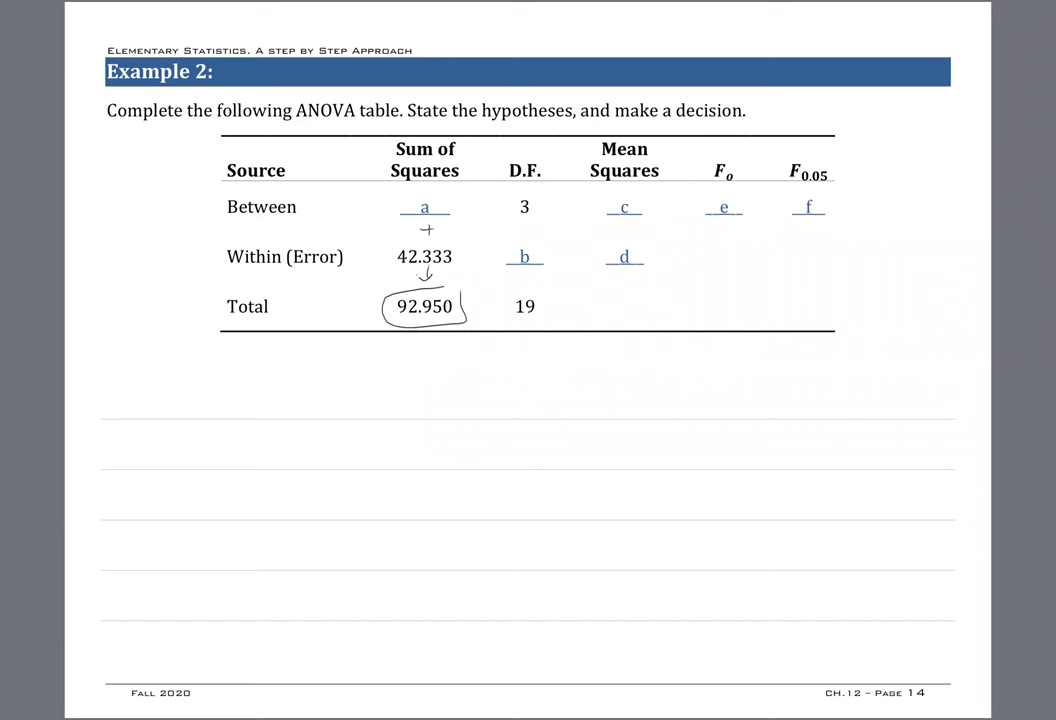 Elementary Statistics. A step by Step Approach
Example 2:
Complete the following ANOVA table. State the hypotheses, and make a decision.
Source Sum of Squares D.F. Mean Squares Fo F0.05
Between a 3 c e f
+
Within (Error) 42.333 b d
Total 92.950 19
Fall 2020 Ch.12 – Page 14